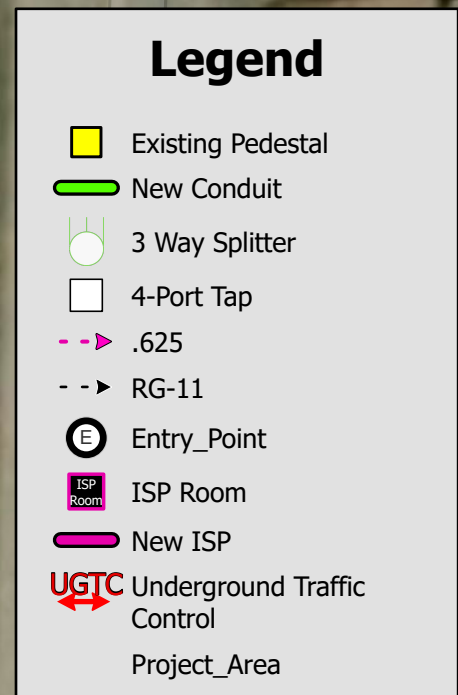 Legend
Existing Pedestal
New Conduit
3 Way Splitter
4-Port Tap
.625
RG-11
E Entry_Point
ISP
Room ISP Room
New ISP
UGTC Underground Traffic
Control
Project_Area